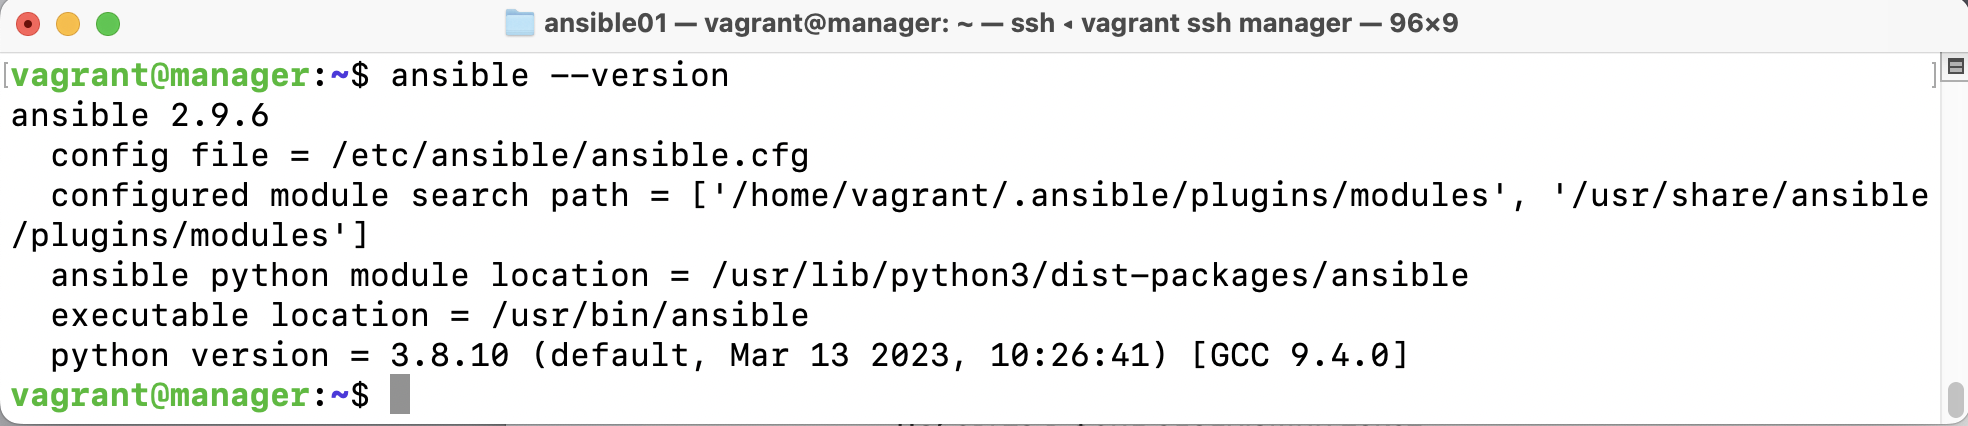 ansible01 — vagrant@manager: ~ — ssh ◂ vagrant ssh manager — 96×9
vagrant@manager:~$ ansible --version
ansible 2.9.6
  config file = /etc/ansible/ansible.cfg
  configured module search path = ['/home/vagrant/.ansible/plugins/modules', '/usr/share/ansible
/plugins/modules']
  ansible python module location = /usr/lib/python3/dist-packages/ansible
  executable location = /usr/bin/ansible
  python version = 3.8.10 (default, Mar 13 2023, 10:26:41) [GCC 9.4.0]
vagrant@manager:~$